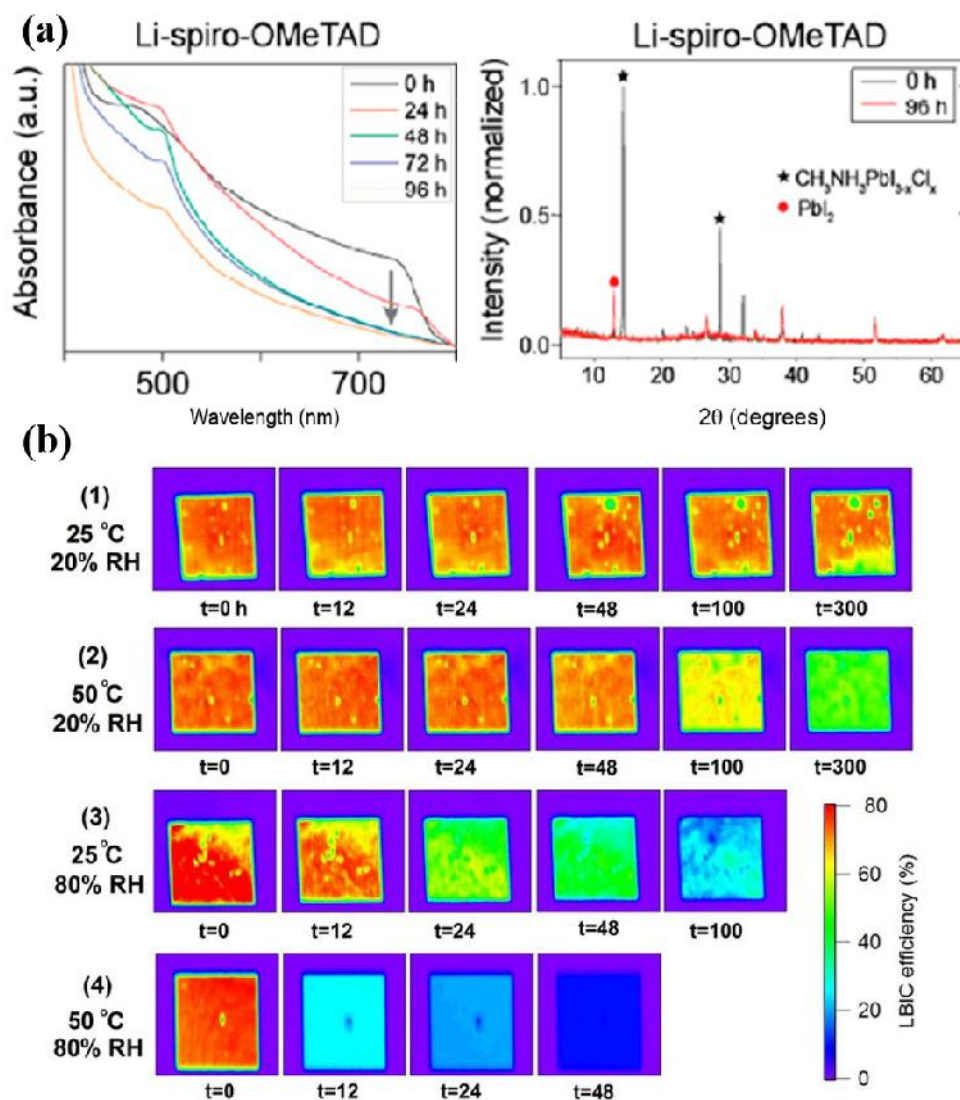 (a)
Li-spiro-OMeTAD
Absorbance (a.u.)
0 h
24 h
48 h
72 h
96 h
500
700
Wavelength (nm)
Li-spiro-OMeTAD
Intensity (normalized)
1.0
0.5
0.0
0 h
96 h
★ CH₃NH₃PbI₃₋ₓClₓ
● PbI₂
10
20
30
40
50
60
2θ (degrees)
(b)
(1)
25 °C
20% RH
t=0 h
t=12
t=24
t=48
t=100
t=300
(2)
50 °C
20% RH
t=0
t=12
t=24
t=48
t=100
t=300
(3)
25 °C
80% RH
t=0
t=12
t=24
t=48
t=100
(4)
50 °C
80% RH
t=0
t=12
t=24
t=48
80
60
40
20
0
LBIC efficiency (%)